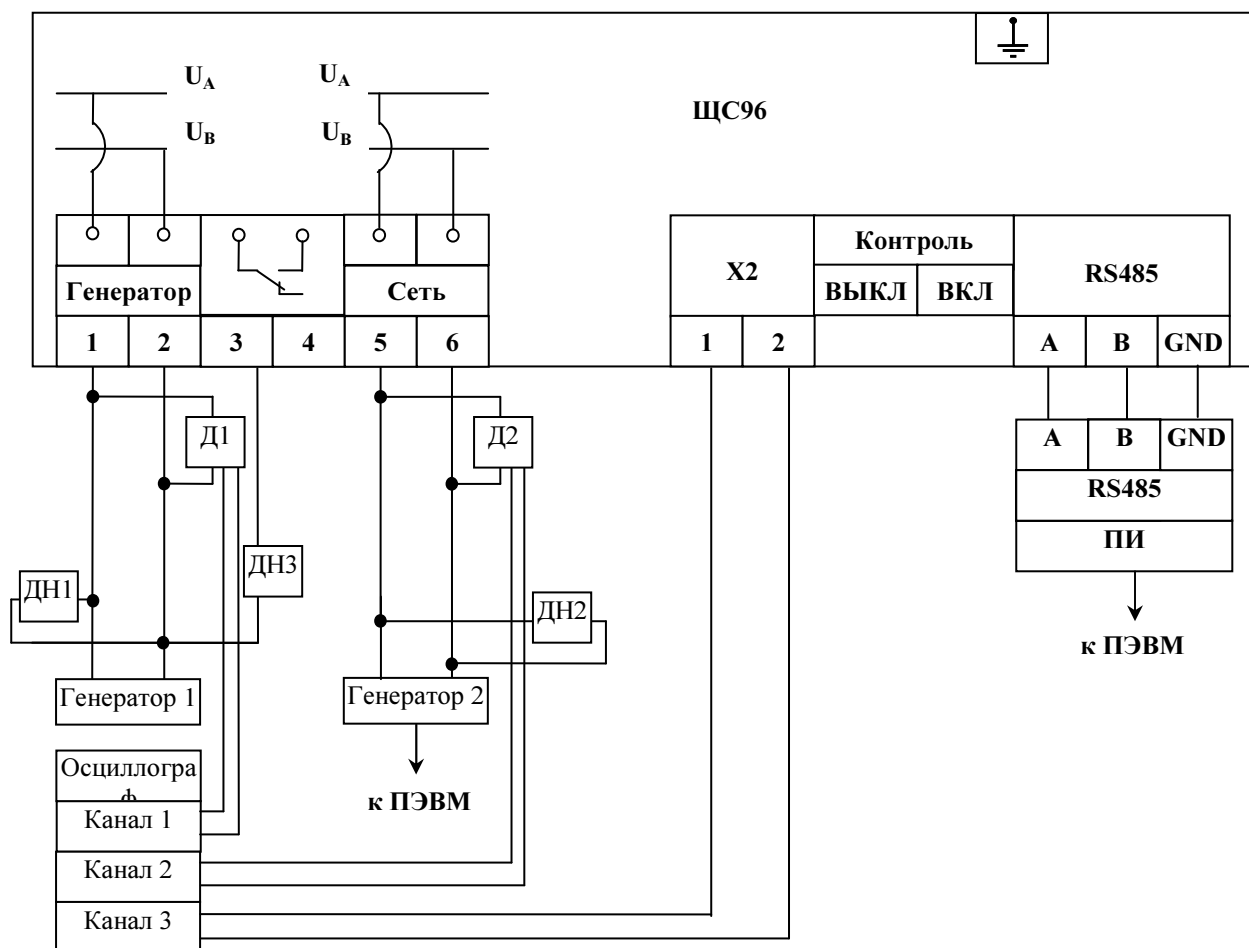 U_A U_A
ЩС96
U_B U_B
Генератор Сеть
1 2 3 4 5 6
X2
Контроль
ВЫКЛ ВКЛ
RS485
1 2
A B GND
Д1
Д2
A B GND
RS485
ПИ
к ПЭВМ
ДН3
ДН1
ДН2
Генератор 1
Генератор 2
к ПЭВМ
Осциллогра
ф
Канал 1
Канал 2
Канал 3